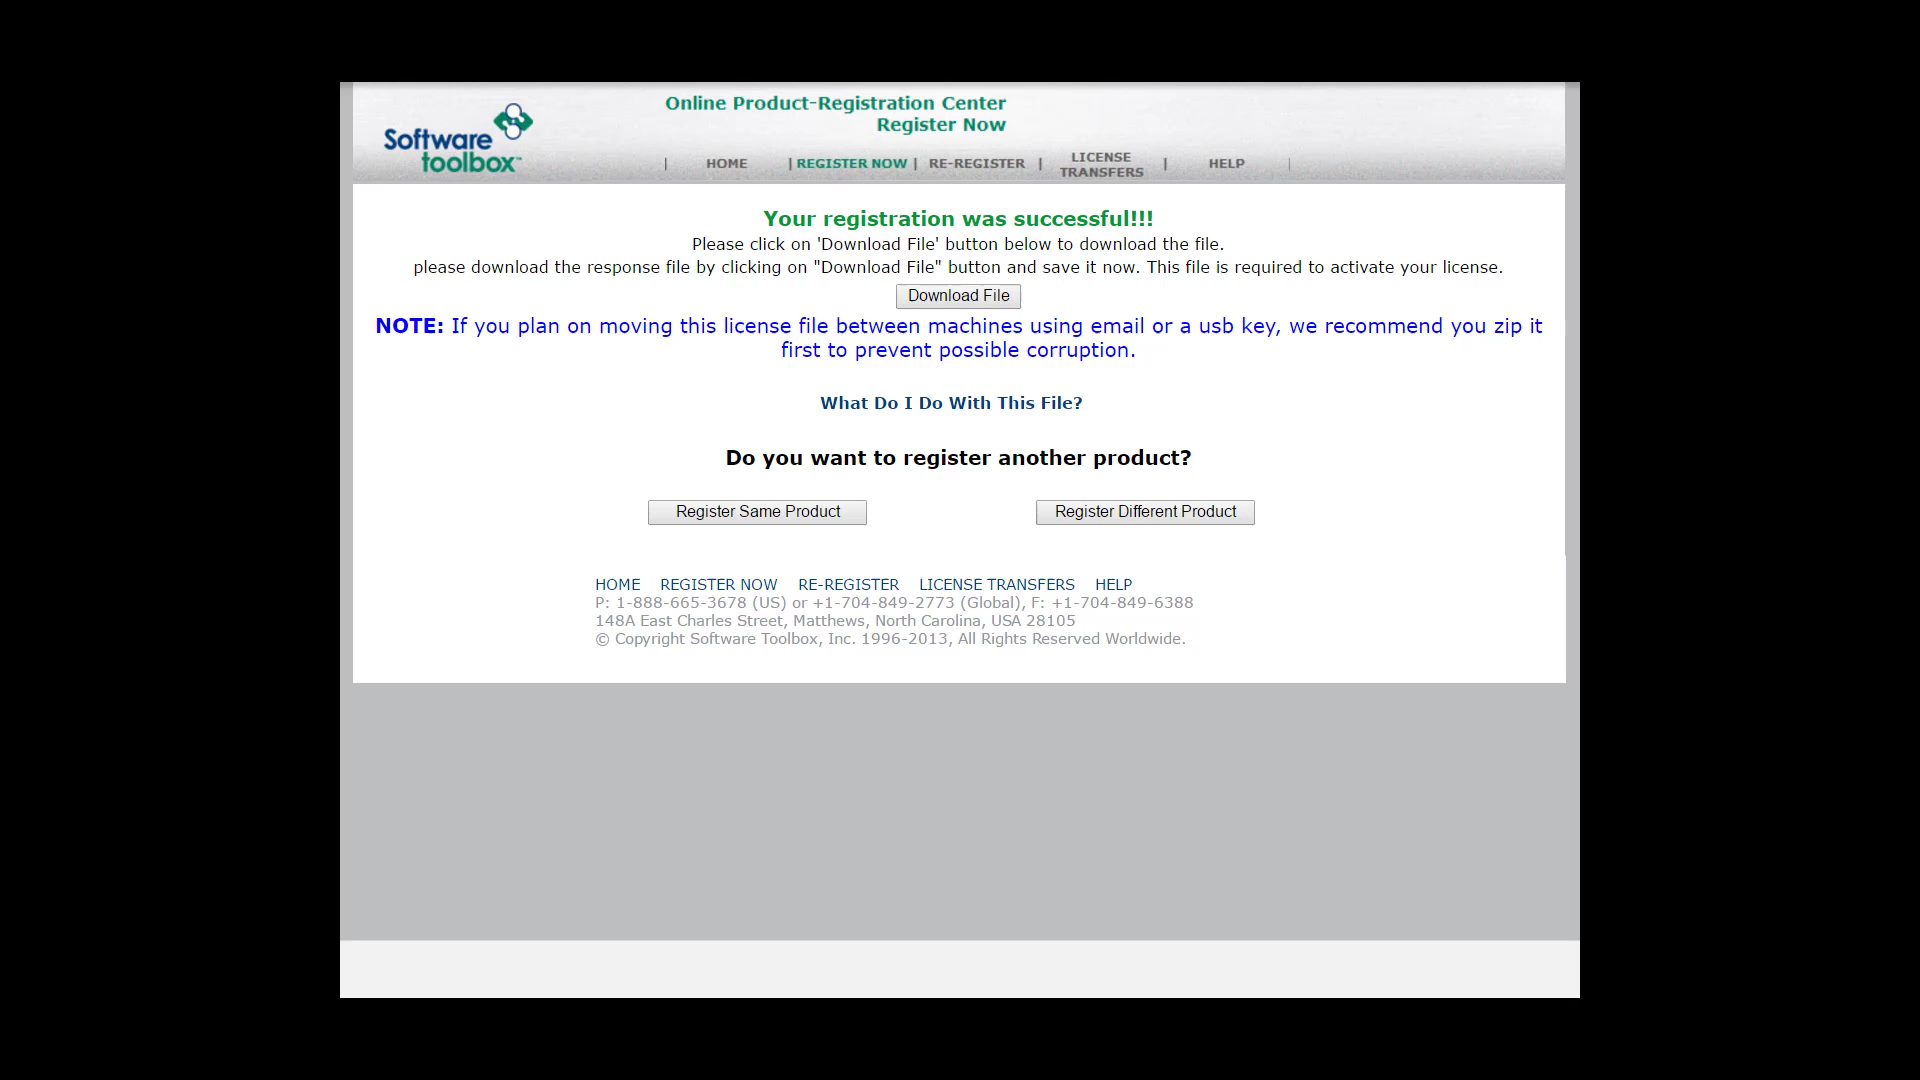 Software
toolbox™
Online Product-Registration Center
Register Now
| HOME | REGISTER NOW | RE-REGISTER | LICENSE TRANSFERS | HELP |
Your registration was successful!!!
Please click on 'Download File' button below to download the file.
please download the response file by clicking on "Download File" button and save it now. This file is required to activate your license.
Download File
NOTE: If you plan on moving this license file between machines using email or a usb key, we recommend you zip it
first to prevent possible corruption.
What Do I Do With This File?
Do you want to register another product?
Register Same Product Register Different Product
HOME REGISTER NOW RE-REGISTER LICENSE TRANSFERS HELP
P: 1-888-665-3678 (US) or +1-704-849-2773 (Global), F: +1-704-849-6388
148A East Charles Street, Matthews, North Carolina, USA 28105
© Copyright Software Toolbox, Inc. 1996-2013, All Rights Reserved Worldwide.